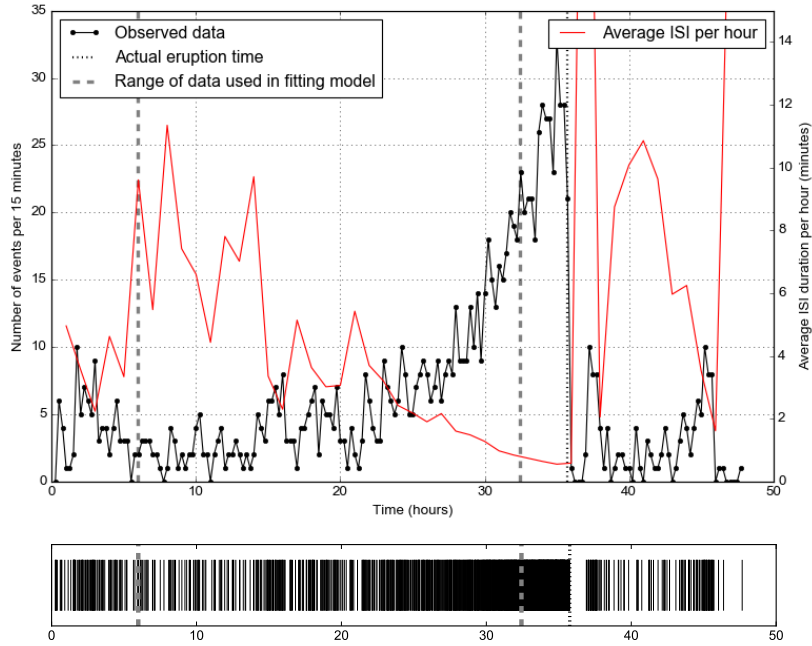 35
30
25
20
15
10
5
0
Number of events per 15 minutes
Observed data
Actual eruption time
Range of data used in fitting model
Average ISI per hour
14
12
10
8
6
4
2
0
Average ISI duration per hour (minutes)
0 10 20 30 40 50
Time (hours)
0 10 20 30 40 50